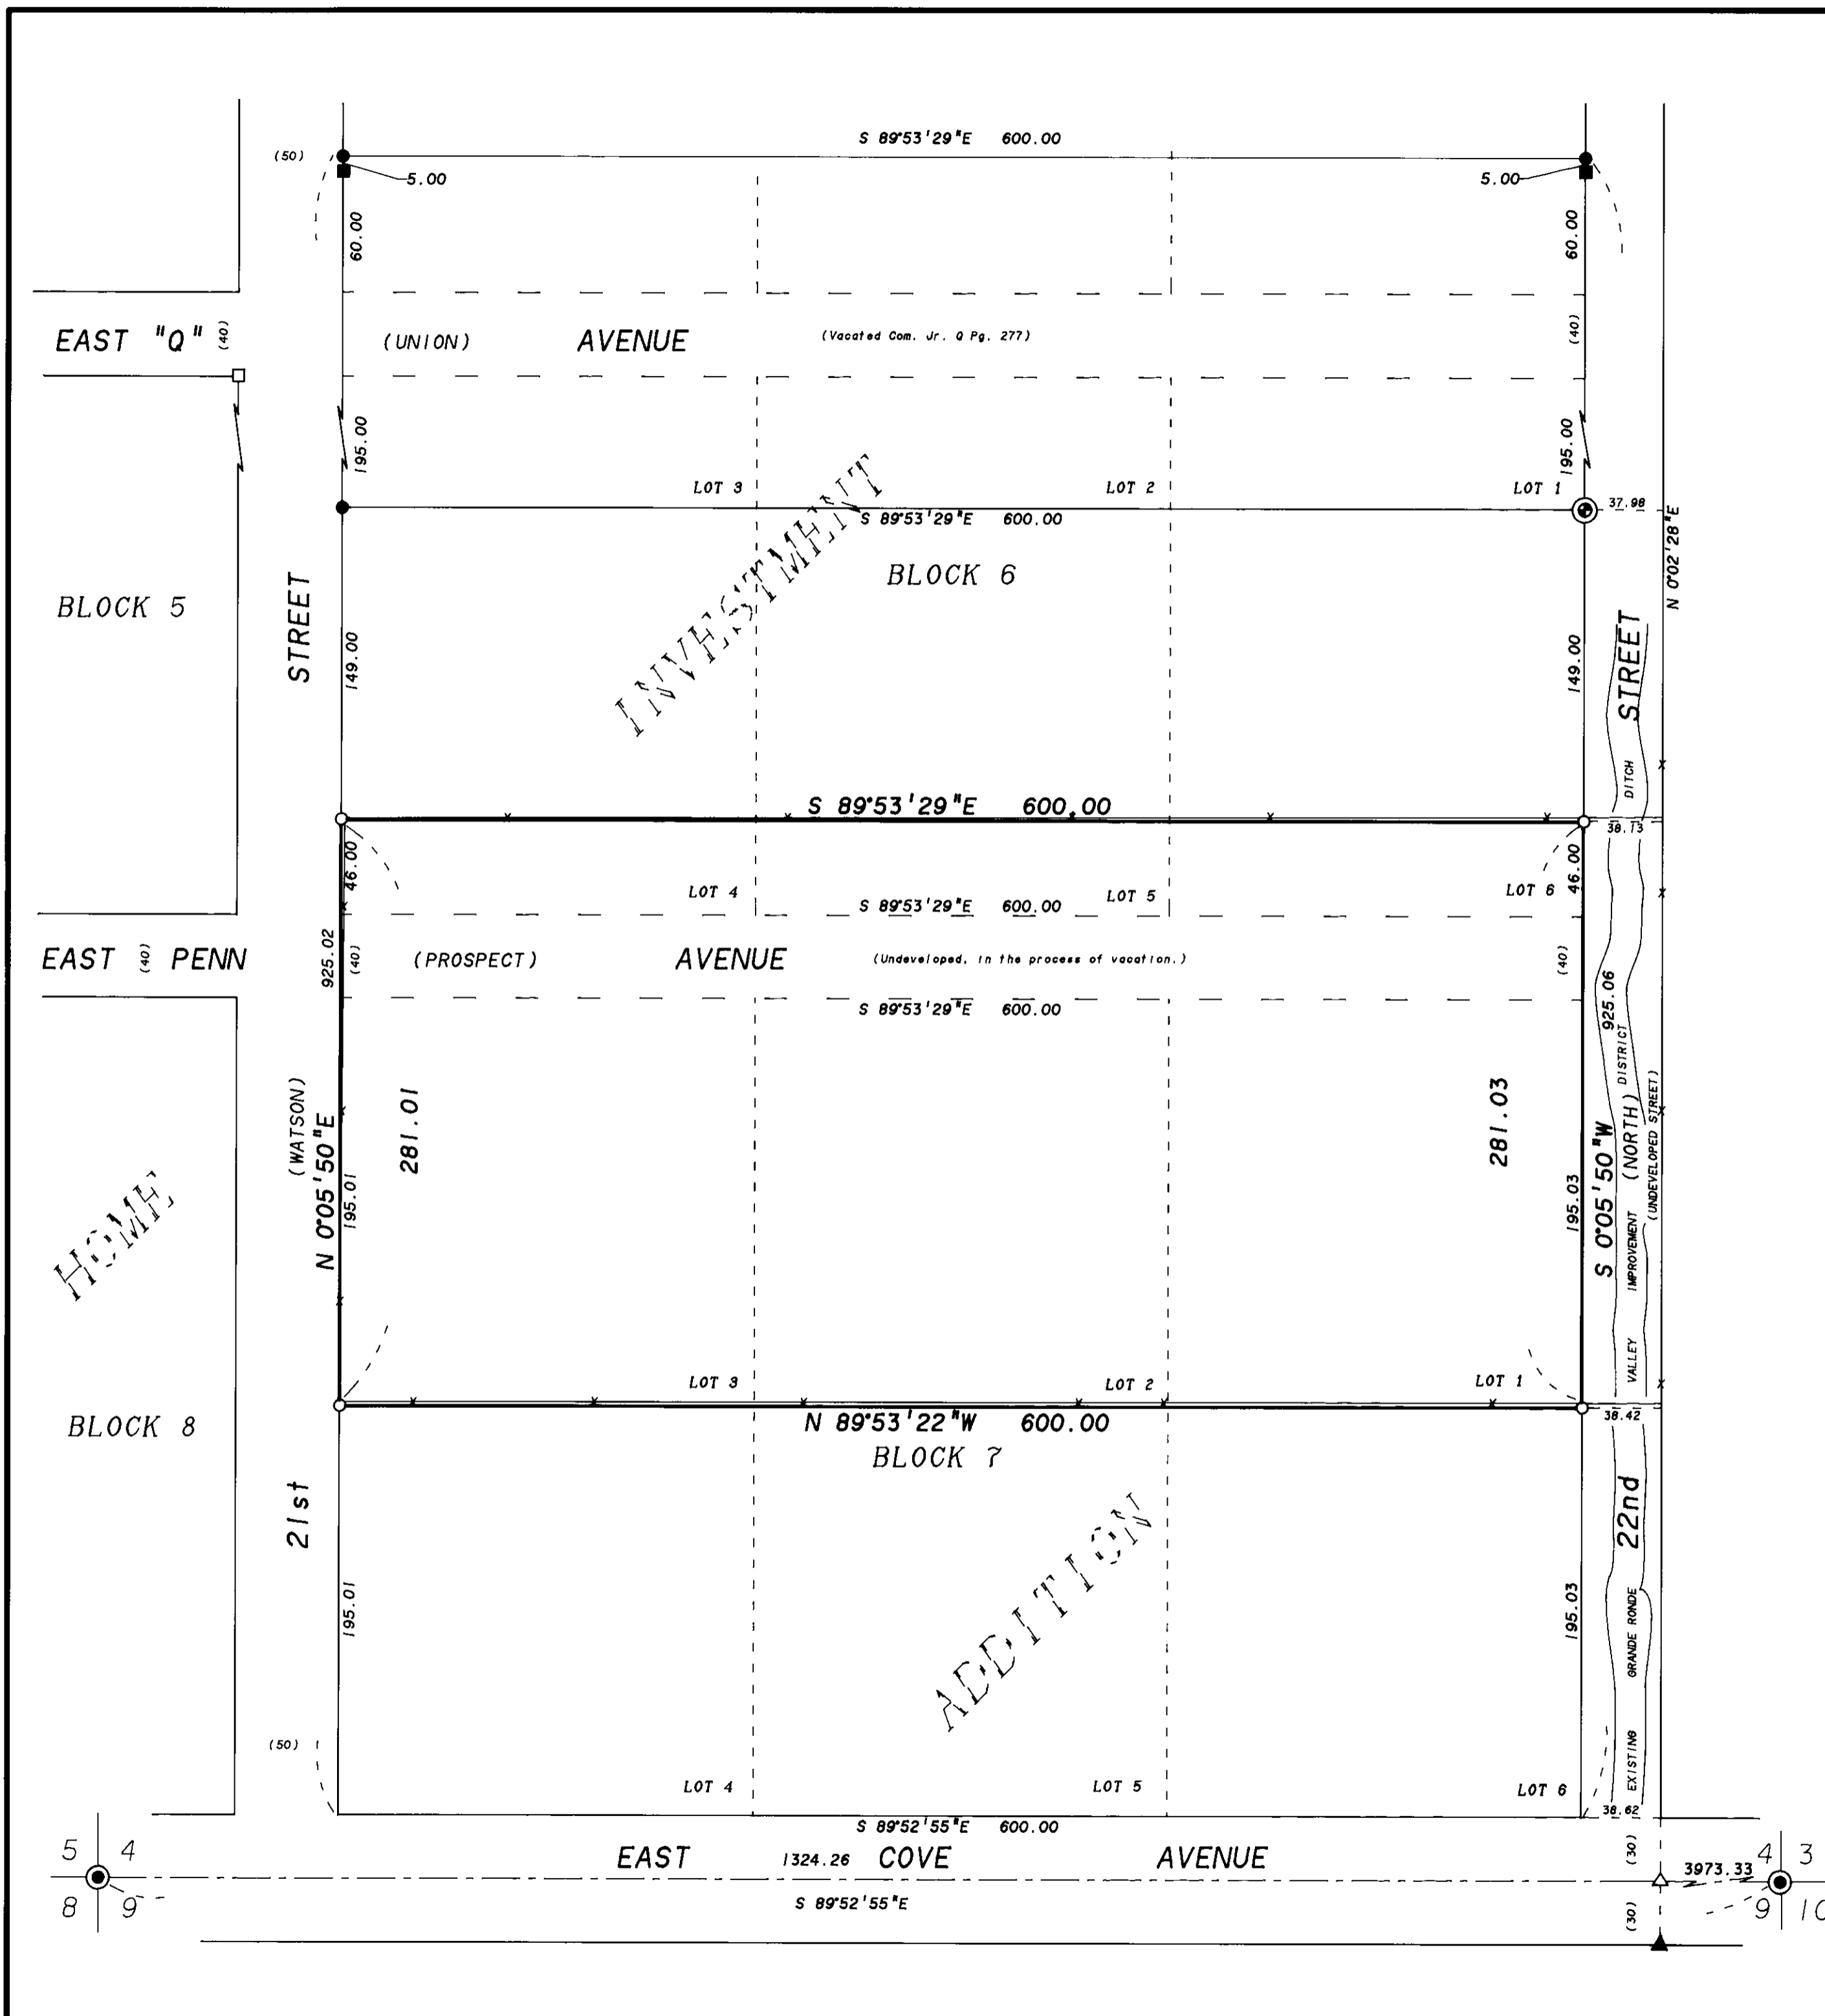 S 89°53'29"E 600.00
(50)
5.00
5.00
60.00
60.00
EAST "Q" (40)
(UNION)
AVENUE
(Vacated Com. Jr. Q Pg. 277)
(40)
195.00
195.00
LOT 3
LOT 2
LOT 1
37.98
S 89°53'29"E 600.00
N 0°02'28"E
INVESTMENT
BLOCK 6
BLOCK 5
STREET
149.00
149.00
STREET
DITCH
S 89°53'29"E 600.00
38.13
46.00
46.00
LOT 4
LOT 5
LOT 6
S 89°53'29"E 600.00
EAST (40) PENN
925.02
(40)
(PROSPECT)
AVENUE
(Undeveloped, in the process of vacation.)
(40)
925.06
S 89°53'29"E 600.00
DISTRICT
(WATSON)
N 0°05'50"E
281.01
281.03
195.01
195.03
S 0°05'50"W
(NORTH)
(UNDEVELOPED STREET)
IMPROVEMENT
VALLEY
HOME
LOT 3
LOT 2
LOT 1
38.42
N 89°53'22"W 600.00
BLOCK 8
BLOCK 7
21st
22nd
ADDITION
195.01
195.03
GRANDE RONDE
EXISTING
(50)
LOT 4
LOT 5
LOT 6
38.62
S 89°52'55"E 600.00
5 4
EAST 1324.26 COVE AVENUE
(30)
3973.33
4 3
8 9
S 89°52'55"E
(30)
9 10